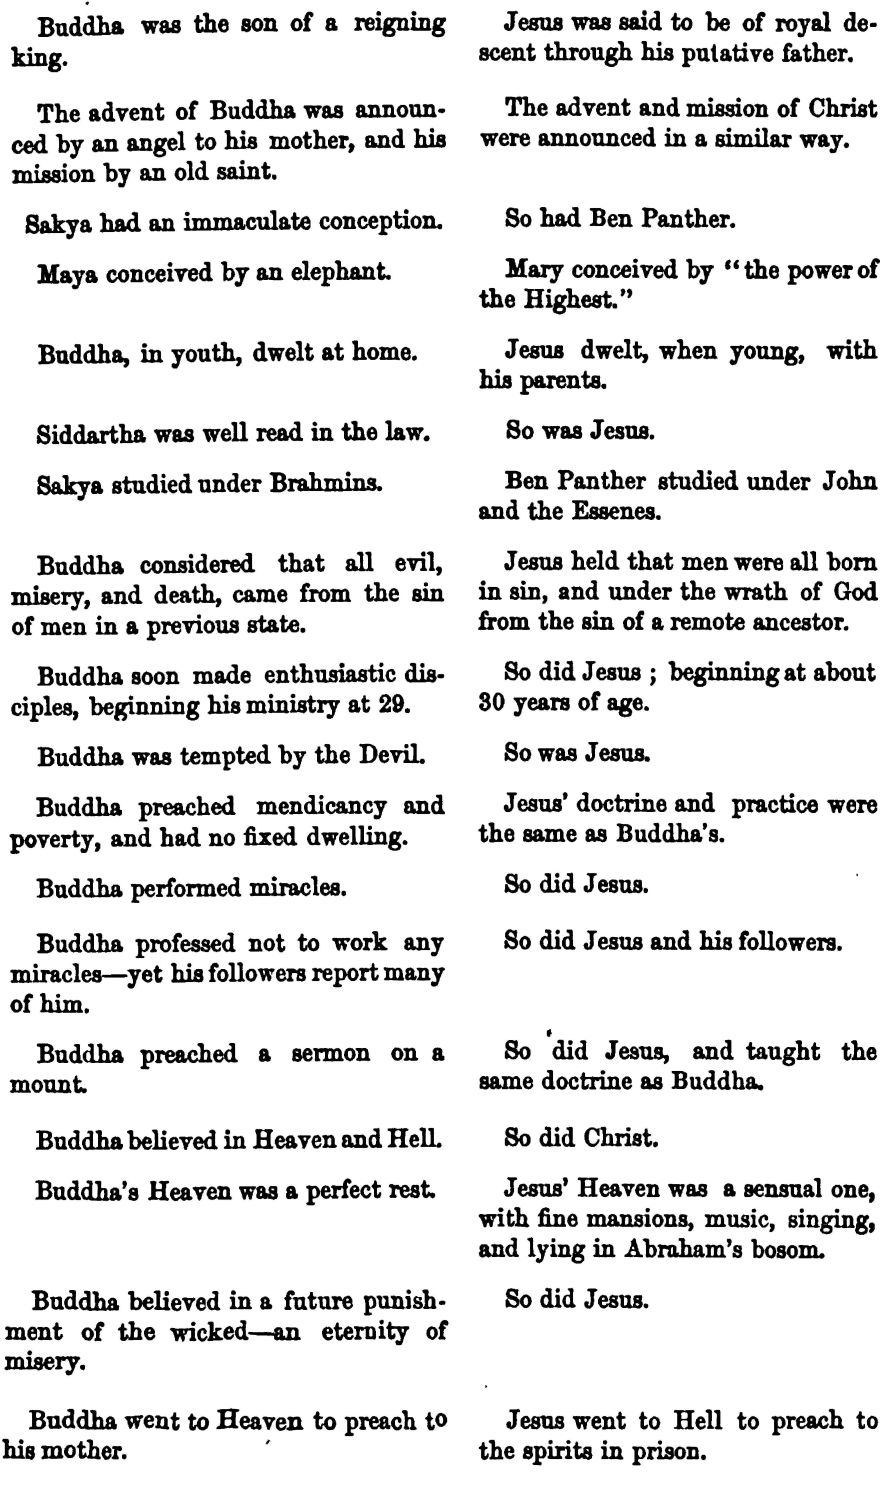 Buddha was the son of a reigning
king.
Jesus was said to be of royal de-
scent through his putative father.
The advent of Buddha was announ-
ced by an angel to his mother, and his
mission by an old saint.
The advent and mission of Christ
were announced in a similar way.
Sakya had an immaculate conception.
So had Ben Panther.
Maya conceived by an elephant.
Mary conceived by "the power of
the Highest."
Buddha, in youth, dwelt at home.
Jesus dwelt, when young, with
his parents.
Siddartha was well read in the law.
So was Jesus.
Sakya studied under Brahmins.
Ben Panther studied under John
and the Essenes.
Buddha considered that all evil,
misery, and death, came from the sin
of men in a previous state.
Jesus held that men were all born
in sin, and under the wrath of God
from the sin of a remote ancestor.
Buddha soon made enthusiastic dis-
ciples, beginning his ministry at 29.
So did Jesus; beginning at about
30 years of age.
Buddha was tempted by the Devil.
So was Jesus.
Buddha preached mendicancy and
poverty, and had no fixed dwelling.
Jesus' doctrine and practice were
the same as Buddha's.
Buddha performed miracles.
So did Jesus.
Buddha professed not to work any
miracles—yet his followers report many
of him.
So did Jesus and his followers.
Buddha preached a sermon on a
mount.
So did Jesus, and taught the
same doctrine as Buddha.
Buddha believed in Heaven and Hell.
So did Christ.
Buddha's Heaven was a perfect rest.
Jesus' Heaven was a sensual one,
with fine mansions, music, singing,
and lying in Abraham's bosom.
Buddha believed in a future punish-
ment of the wicked—an eternity of
misery.
So did Jesus.
Buddha went to Heaven to preach to
his mother.
Jesus went to Hell to preach to
the spirits in prison.